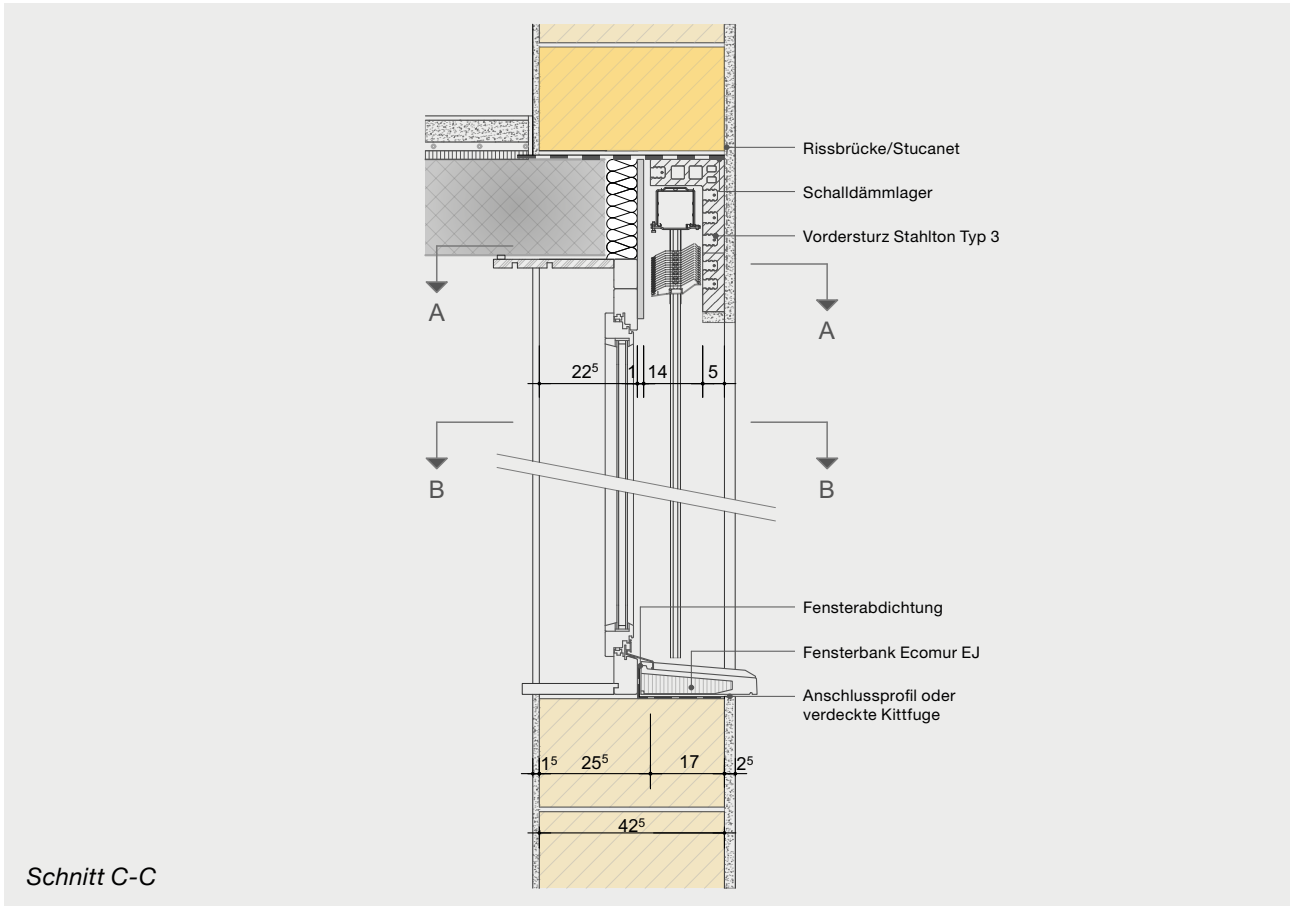 Rissbrücke/Stucanet
Schalldämmlager
Vordersturz Stahlton Typ 3
A
A
22⁵ 1 14 5
B
B
Fensterabdichtung
Fensterbank Ecomur EJ
Anschlussprofil oder
verdeckte Kittfuge
1⁵ 25⁵ 17 2⁵
42⁵
Schnitt C-C